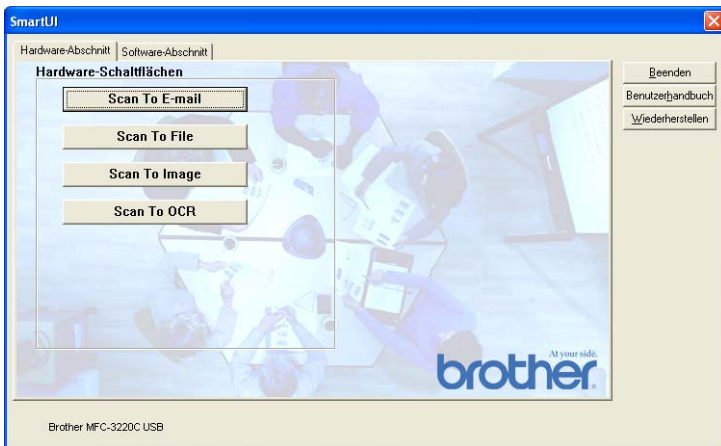 SmartUI
Hardware-Abschnitt
Software-Abschnitt
Hardware-Schaltflächen
Scan To E-mail
Scan To File
Scan To Image
Scan To OCR
Beenden
Benutzerhandbuch
Wiederherstellen
At your side.
brother
Brother MFC-3220C USB